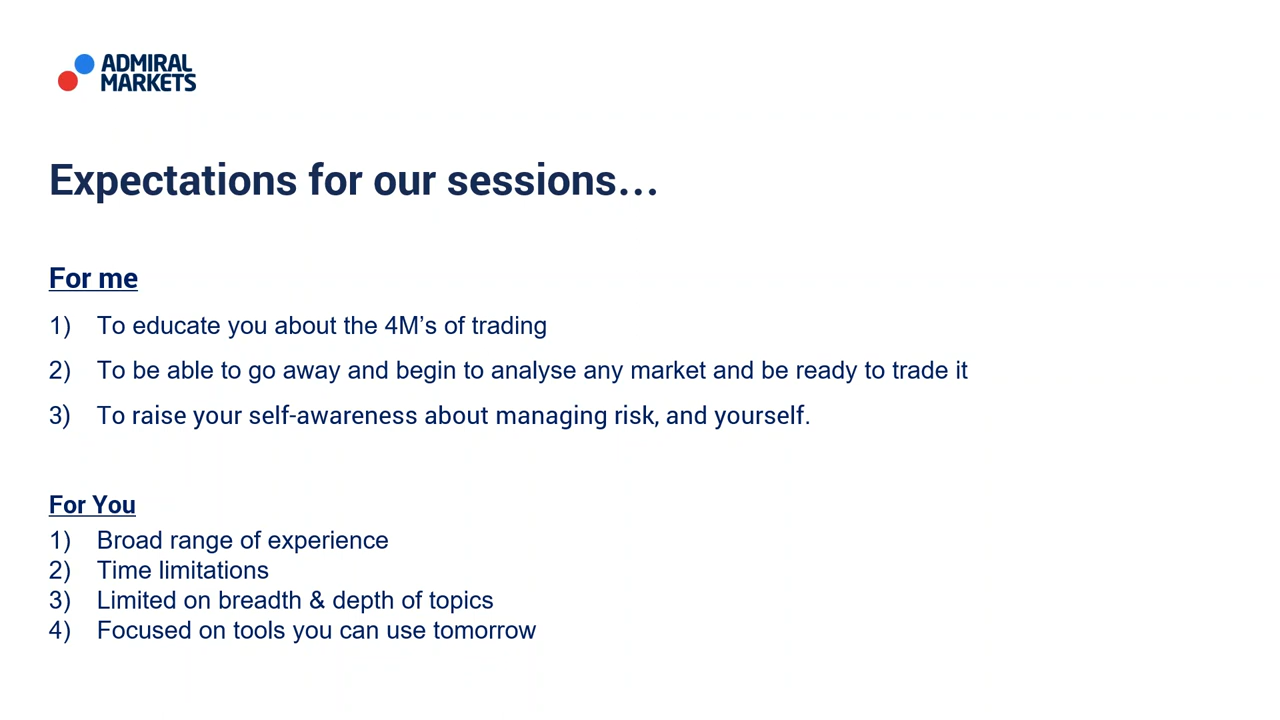 ADMIRAL
MARKETS
Expectations for our sessions…
For me
1) To educate you about the 4M’s of trading
2) To be able to go away and begin to analyse any market and be ready to trade it
3) To raise your self-awareness about managing risk, and yourself.
For You
1) Broad range of experience
2) Time limitations
3) Limited on breadth & depth of topics
4) Focused on tools you can use tomorrow